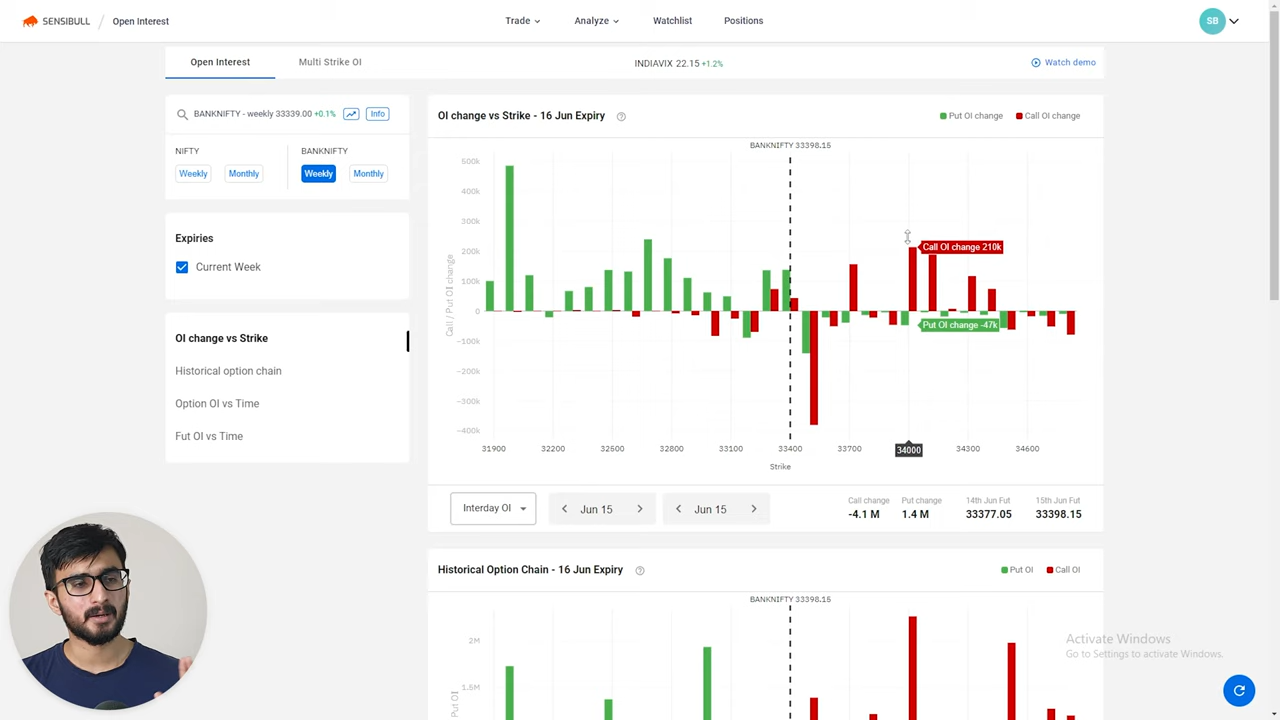 SENSIBULL / Open Interest
Trade
Analyze
Watchlist
Positions
SB
Open Interest
Multi Strike OI
INDIAVIX 22.15 +1.2%
Watch demo
BANKNIFTY - weekly 33339.00 +0.1%
Info
NIFTY
BANKNIFTY
Weekly
Monthly
Weekly
Monthly
Expiries
Current Week
OI change vs Strike
Historical option chain
Option OI vs Time
Fut OI vs Time
OI change vs Strike - 16 Jun Expiry
Put OI change
Call OI change
BANKNIFTY 33398.15
600k
400k
300k
200k
100k
0
-100k
-200k
-300k
-400k
Call / Put OI change
Call OI change 210k
Put OI change -47k
31900
32200
32500
32800
33100
33400
33700
34000
34300
34600
Strike
Interday OI
Jun 15
Jun 15
Call change
-4.1 M
Put change
1.4 M
14th Jun Fut
33377.05
15th Jun Fut
33398.15
Historical Option Chain - 16 Jun Expiry
Put OI
Call OI
BANKNIFTY 33398.15
2M
1.5M
Put OI
Activate Windows
Go to Settings to activate Windows.